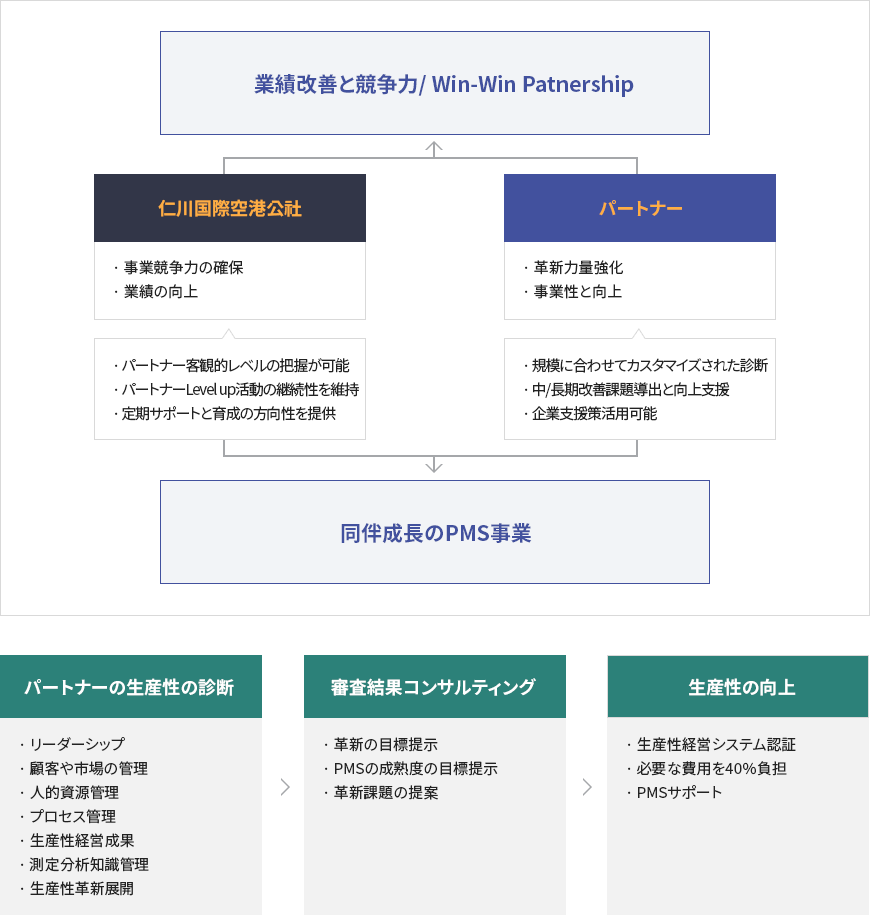 業績改善と競争力/ Win-Win Patnership
仁川国際空港公社
· 事業競争力の確保
· 業績の向上
· パートナー客観的レベルの把握が可能
· パートナーLevel up活動の継続性を維持
· 定期サポートと育成の方向性を提供
パートナー
· 革新力量強化
· 事業性と向上
· 規模に合わせてカスタマイズされた診断
· 中/長期改善課題導出と向上支援
· 企業支援策活用可能
同伴成長のPMS事業
パートナーの生産性の診断
· リーダーシップ
· 顧客や市場の管理
· 人的資源管理
· プロセス管理
· 生産性経営成果
· 測定分析知識管理
· 生産性革新展開
審査結果コンサルティング
· 革新の目標提示
· PMSの成熟度の目標提示
· 革新課題の提案
生産性の向上
· 生産性経営システム認証
· 必要な費用を40%負担
· PMSサポート